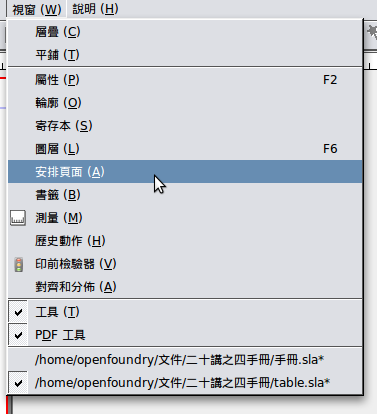 視窗 (W) 說明 (H)
層疊 (C)
平鋪 (T)
屬性 (P) F2
輪廓 (O)
寄存本 (S)
圖層 (L) F6
安排頁面 (A)
書籤 (B)
測量 (M)
歷史動作 (H)
印前檢驗器 (V)
對齊和分佈 (A)
工具 (T)
PDF 工具
/home/openfoundry/文件/二十講之四手冊/手冊.sla*
/home/openfoundry/文件/二十講之四手冊/table.sla*